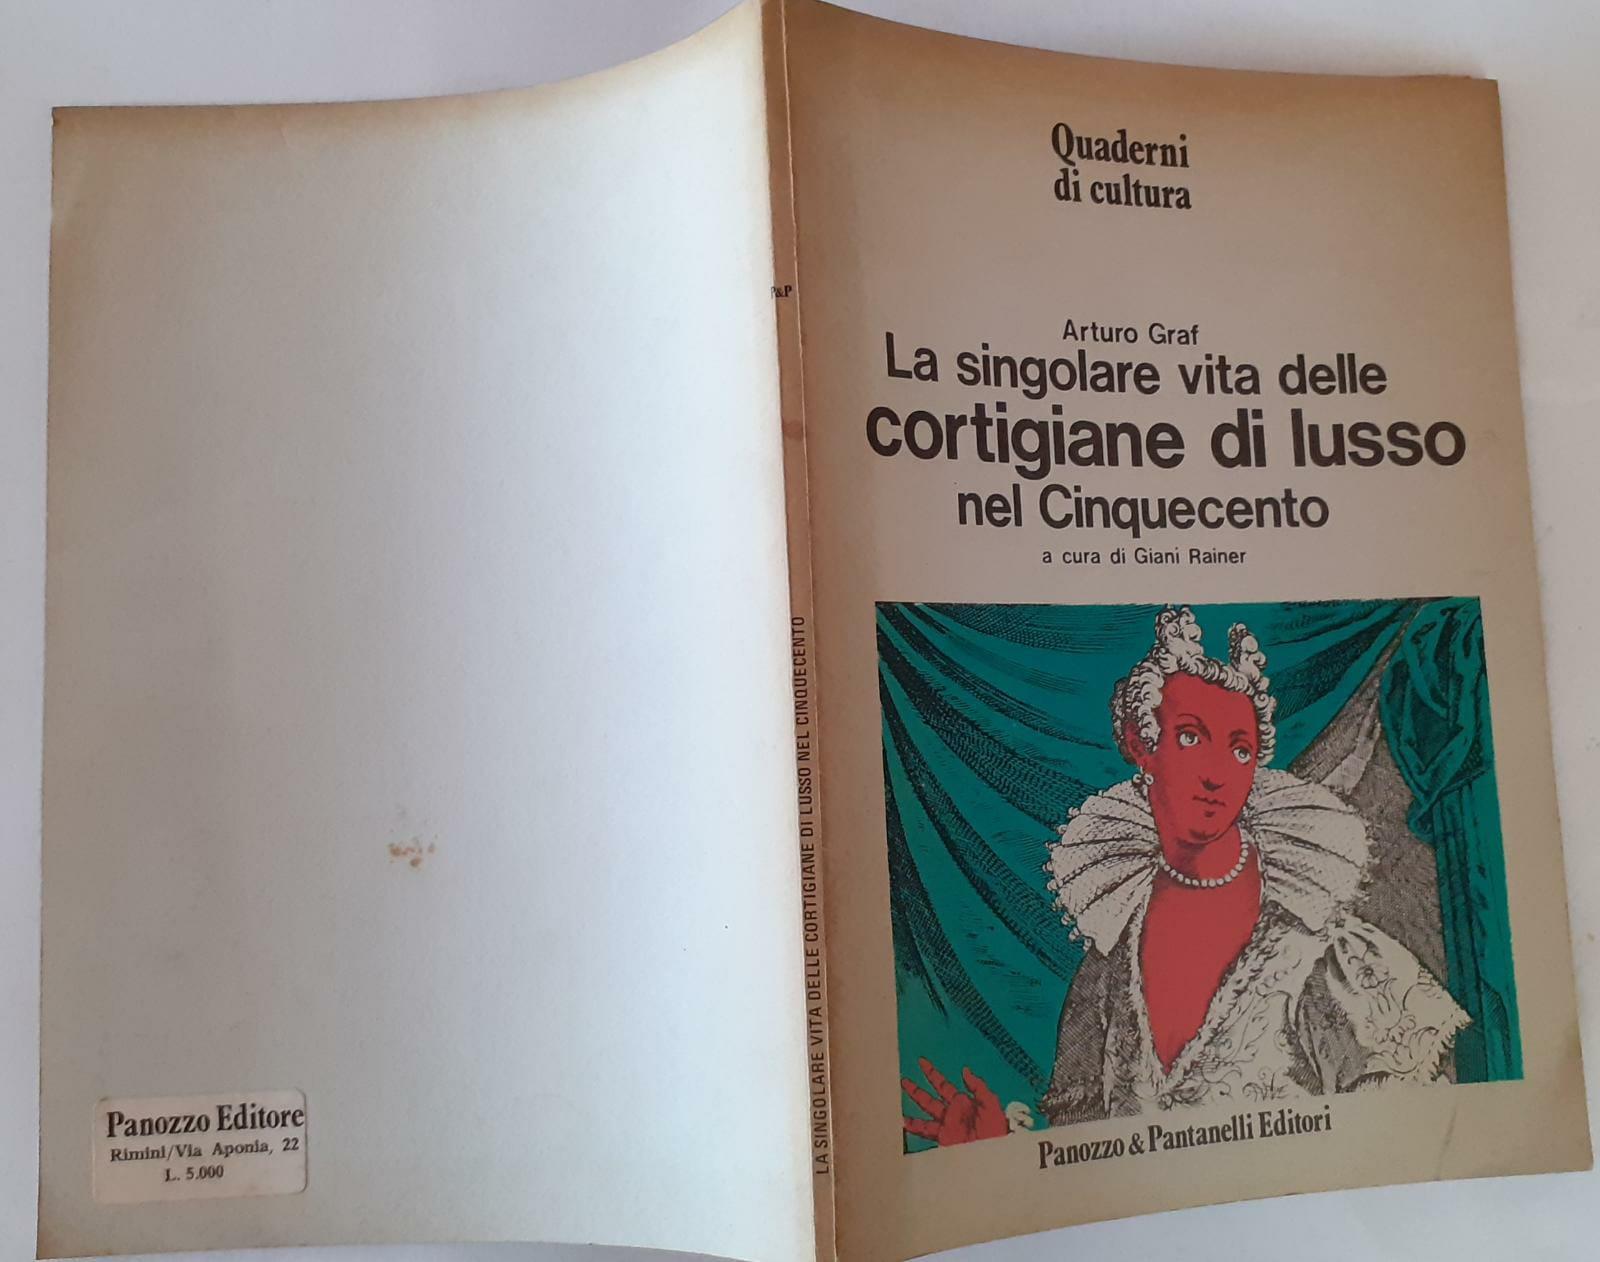 Quaderni
di cultura
Arturo Graf
La singolare vita delle
cortigiane di lusso
nel Cinquecento
a cura di Giani Rainer
Panozzo & Pantanelli Editori
P&P
LA SINGOLARE VITA DELLE CORTIGIANE DI LUSSO NEL CINQUECENTO
Panozzo Editore
Rimini/Via Aponia, 22
L. 5.000